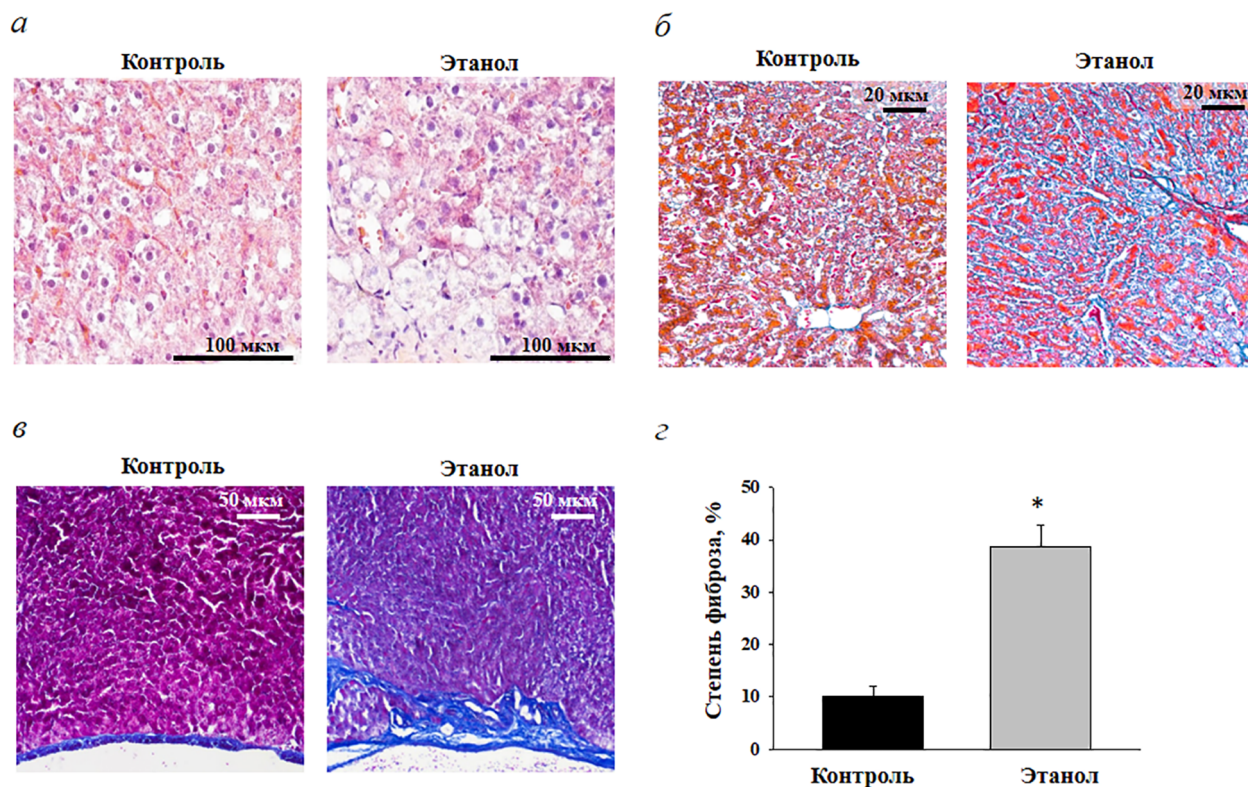 а
Контроль
Этанол
100 мкм
100 мкм
б
Контроль
Этанол
20 мкм
20 мкм
в
Контроль
Этанол
50 мкм
50 мкм
г
Степень фиброза, %
50
40
30
20
10
0
*
Контроль
Этанол